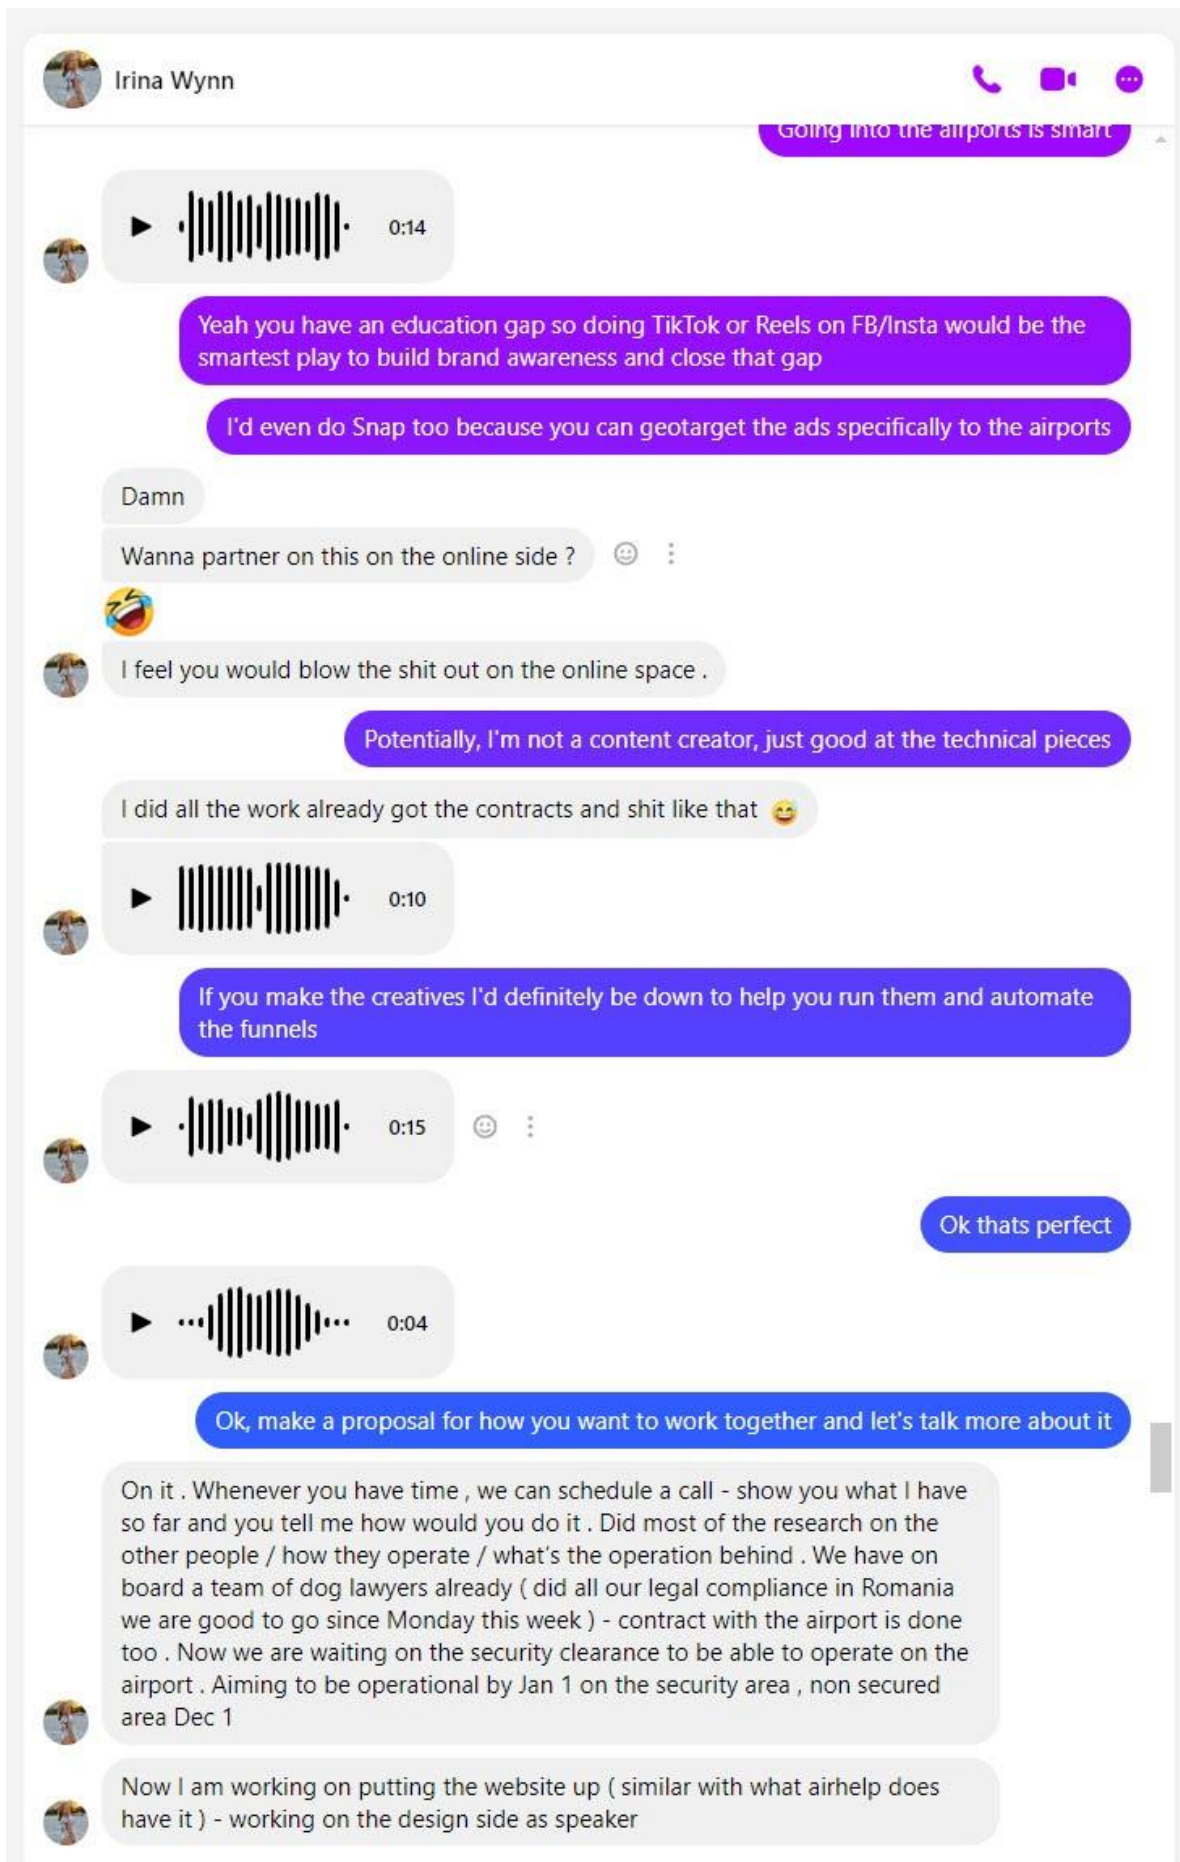 Irina Wynn
Going into the airports is smart
0:14
Yeah you have an education gap so doing TikTok or Reels on FB/Insta would be the
smartest play to build brand awareness and close that gap
I'd even do Snap too because you can geotarget the ads specifically to the airports
Damn
Wanna partner on this on the online side ?
I feel you would blow the shit out on the online space .
Potentially, I'm not a content creator, just good at the technical pieces
I did all the work already got the contracts and shit like that
0:10
If you make the creatives I'd definitely be down to help you run them and automate
the funnels
0:15
Ok thats perfect
0:04
Ok, make a proposal for how you want to work together and let's talk more about it
On it . Whenever you have time , we can schedule a call - show you what I have
so far and you tell me how would you do it . Did most of the research on the
other people / how they operate / what's the operation behind . We have on
board a team of dog lawyers already ( did all our legal compliance in Romania
we are good to go since Monday this week ) - contract with the airport is done
too . Now we are waiting on the security clearance to be able to operate on the
airport . Aiming to be operational by Jan 1 on the security area , non secured
area Dec 1
Now I am working on putting the website up ( similar with what airhelp does
have it ) - working on the design side as speaker